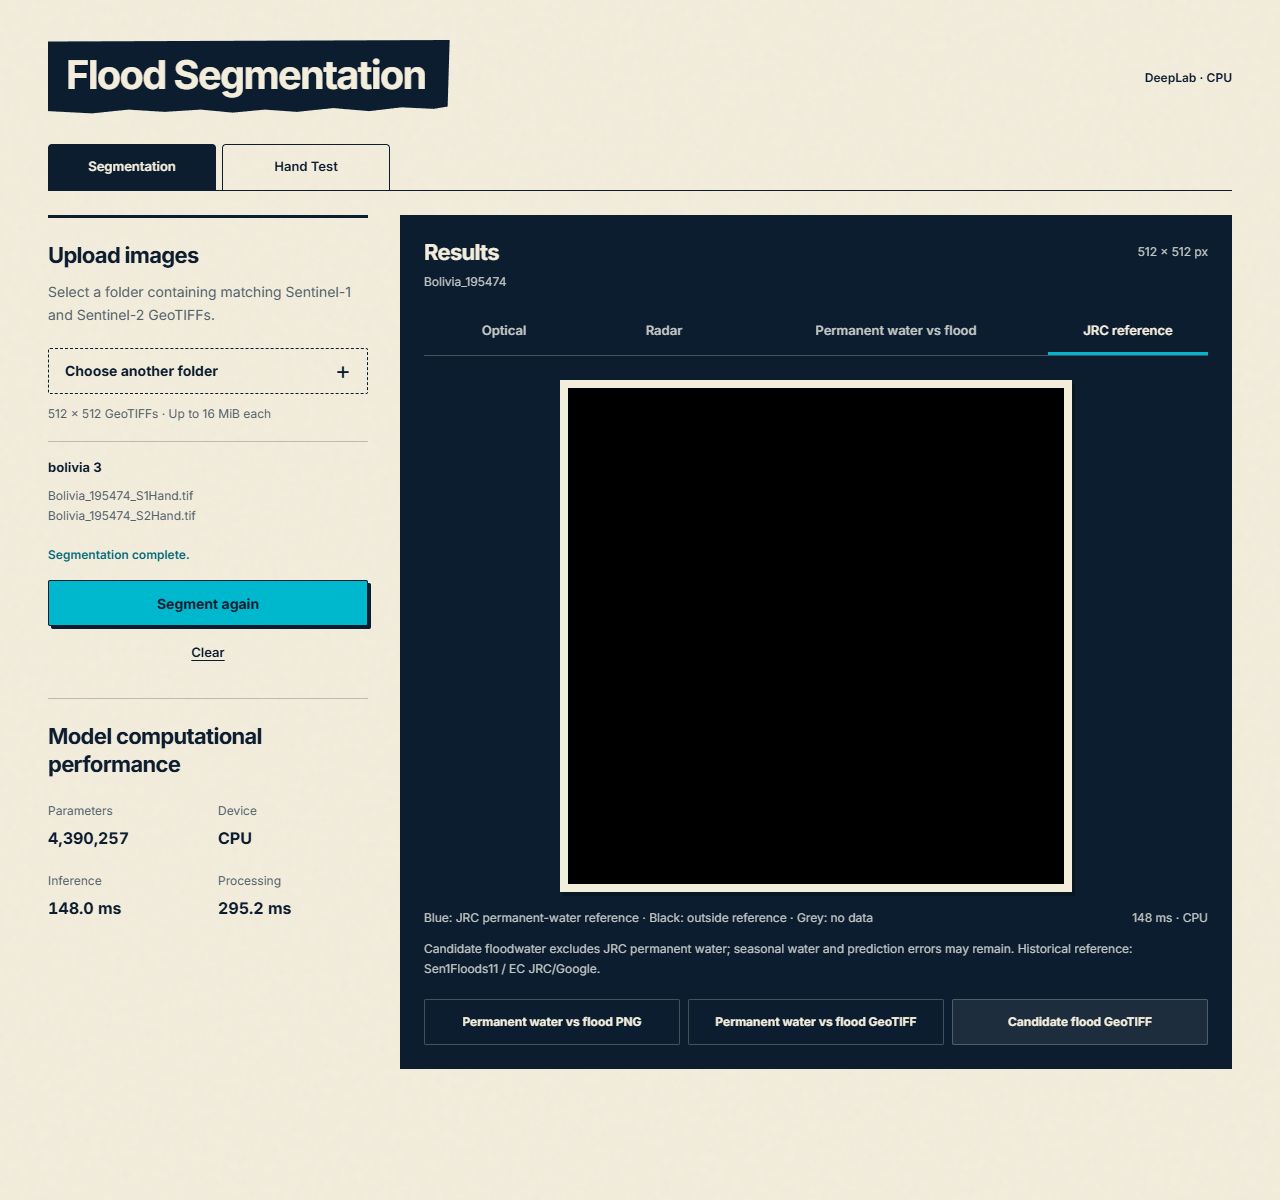 Flood Segmentation
DeepLab · CPU
Segmentation
Hand Test
Upload images
Select a folder containing matching Sentinel-1
and Sentinel-2 GeoTIFFs.
Choose another folder +
512 × 512 GeoTIFFs · Up to 16 MiB each
bolivia 3
Bolivia_195474_S1Hand.tif
Bolivia_195474_S2Hand.tif
Segmentation complete.
Segment again
Clear
Model computational
performance
Parameters
4,390,257
Device
CPU
Inference
148.0 ms
Processing
295.2 ms
Results
512 × 512 px
Bolivia_195474
Optical
Radar
Permanent water vs flood
JRC reference
Blue: JRC permanent-water reference · Black: outside reference · Grey: no data
148 ms · CPU
Candidate floodwater excludes JRC permanent water; seasonal water and prediction errors may remain. Historical reference:
Sen1Floods11 / EC JRC/Google.
Permanent water vs flood PNG
Permanent water vs flood GeoTIFF
Candidate flood GeoTIFF